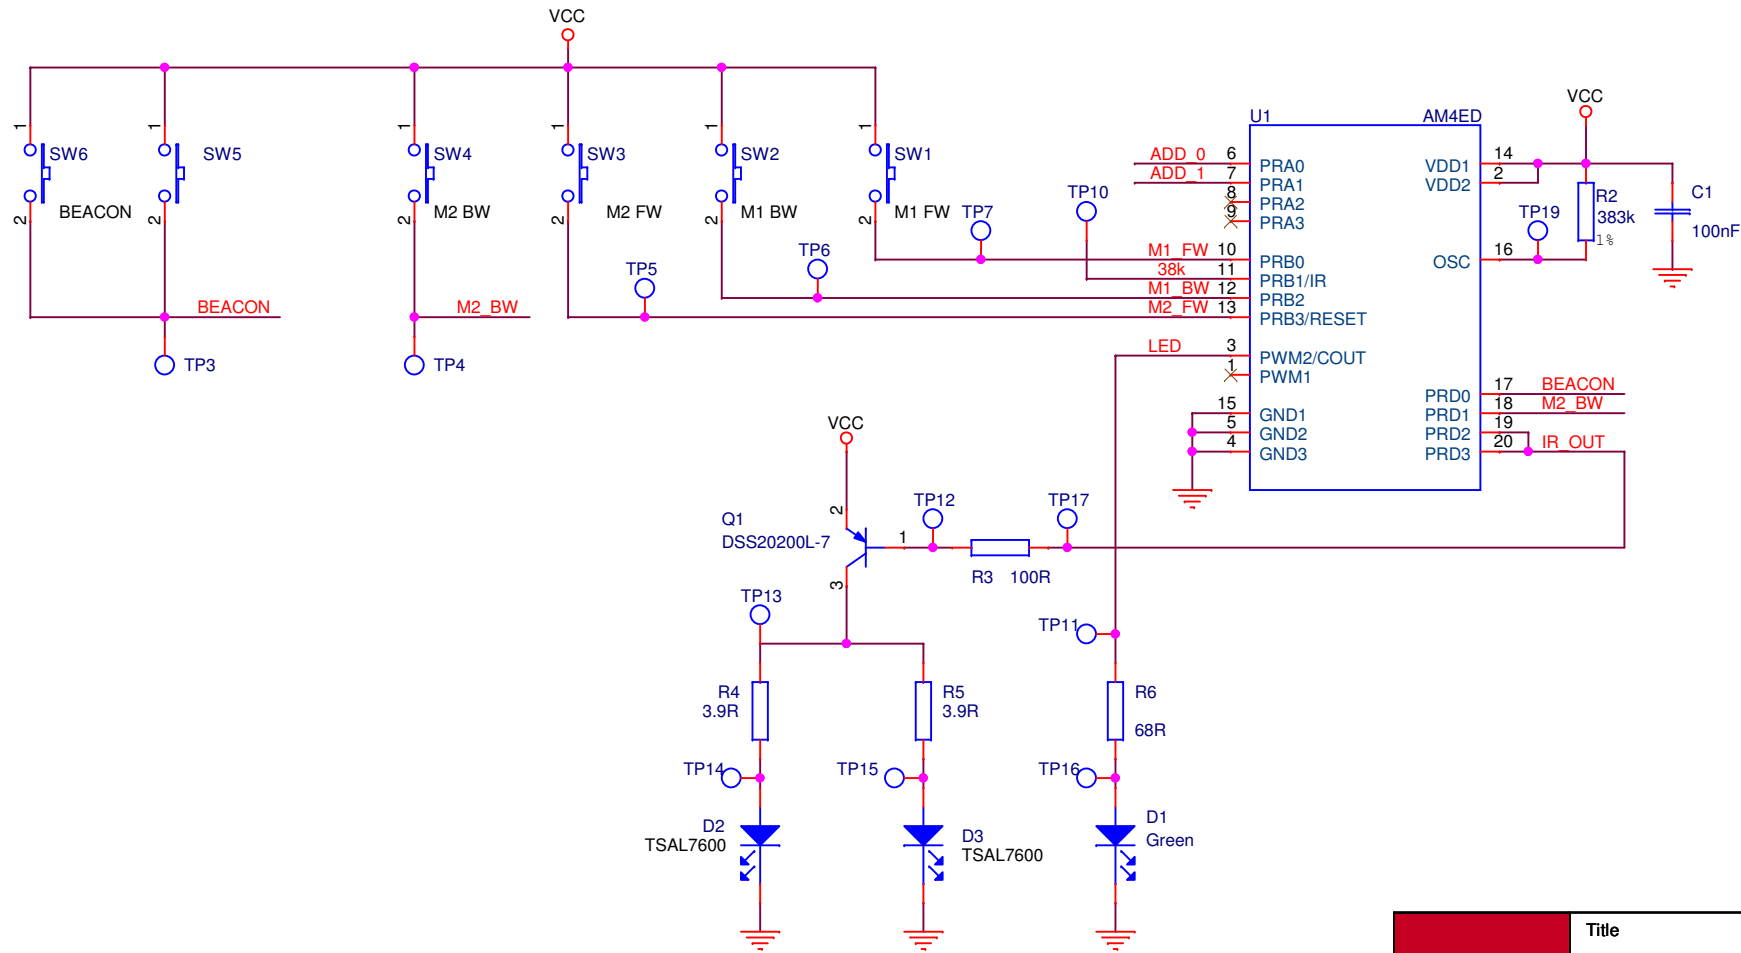 VCC
1 1 1 1 1 1
SW6 SW5 SW4 SW3 SW2 SW1
2 2 2 2 2 2
BEACON M2 BW M2 FW M1 BW M1 FW
BEACON M2_BW
TP3 TP4 TP5 TP6 TP7 TP10
U1 AM4ED
ADD_0 6 PRA0
ADD_1 7 PRA1
8 PRA2
9 PRA3
M1_FW 10 PRB0
38k 11 PRB1/IR
M1_BW 12 PRB2
M2_FW 13 PRB3/RESET
LED 3 PWM2/COUT
1 PWM1
15 GND1
5 GND2
4 GND3
VDD1 14
VDD2 2
OSC 16
PRD0 17 BEACON
PRD1 18 M2_BW
PRD2 19
PRD3 20 IR_OUT
VCC
R2
383k
1%
TP19
C1
100nF
VCC
Q1
DSS20200L-7
2
1
3
TP12 TP17
R3 100R
TP13
TP11
R4
3.9R
R5
3.9R
R6
68R
TP14 TP15 TP16
D2
TSAL7600
D3
TSAL7600
D1
Green
Title